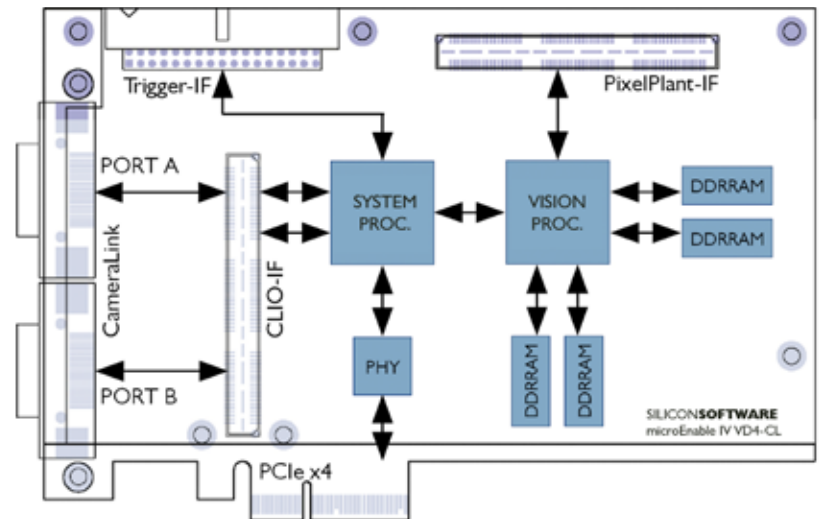 Trigger-IF
PixelPlant-IF
PORT A
SYSTEM
PROC.
VISION
PROC.
DDRRAM
DDRRAM
CameraLink
CLIO-IF
PHY
DDRRAM
DDRRAM
PORT B
SILICONSOFTWARE
microEnable IV VD4-CL
PCIe x4